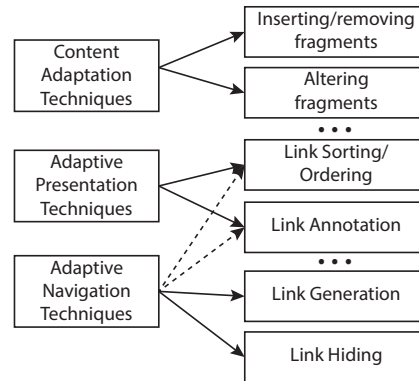 Content
Adaptation
Techniques
Adaptive
Presentation
Techniques
Adaptive
Navigation
Techniques
Inserting/removing
fragments
Altering
fragments
•••
Link Sorting/
Ordering
Link Annotation
•••
Link Generation
Link Hiding